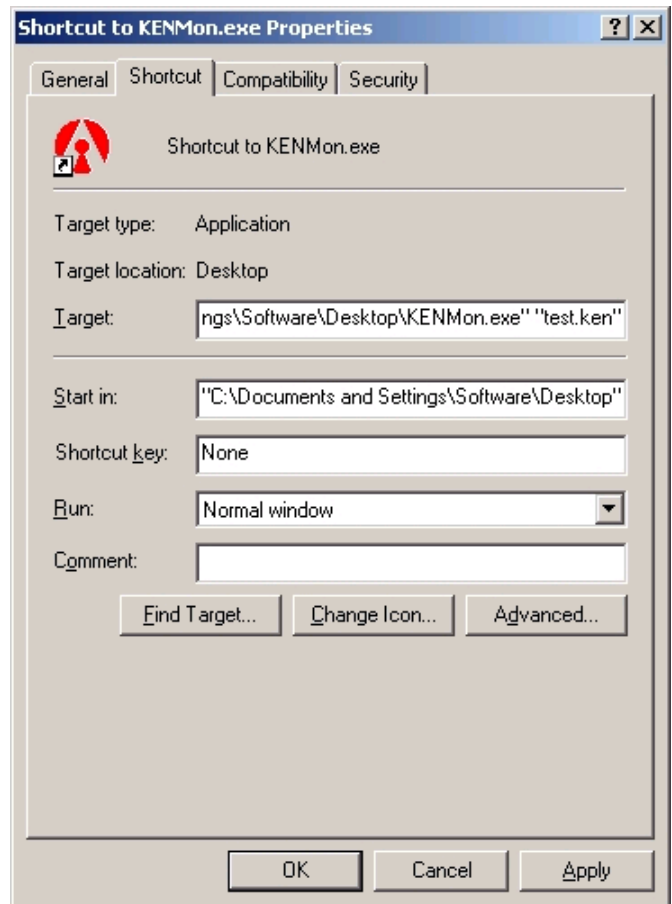 Shortcut to KENMon.exe Properties
General Shortcut Compatibility Security
Shortcut to KENMon.exe
Target type: Application
Target location: Desktop
Target: ngs\Software\Desktop\KENMon.exe" "test.ken"
Start in: "C:\Documents and Settings\Software\Desktop"
Shortcut key: None
Run: Normal window
Comment:
Find Target... Change Icon... Advanced...
OK Cancel Apply